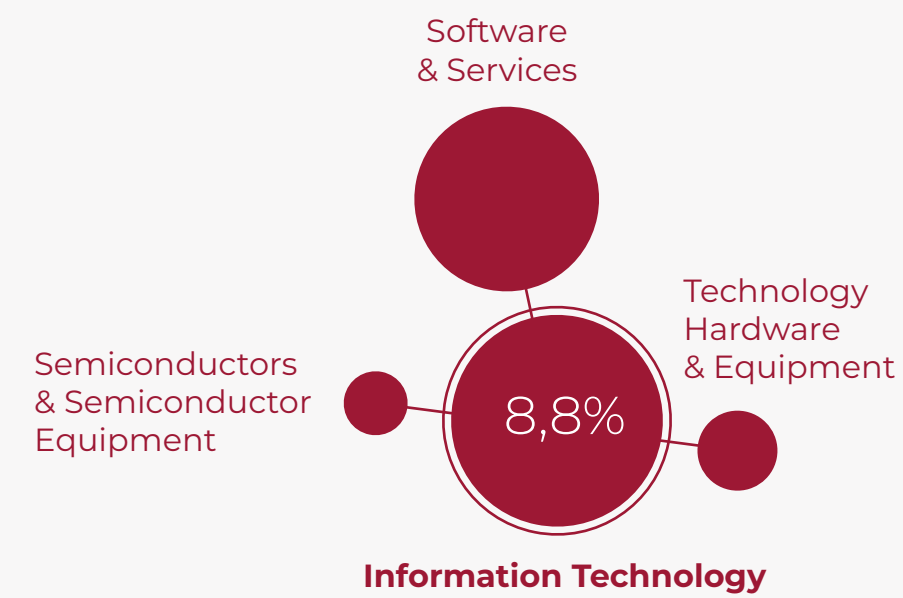 Software
& Services
Technology
Hardware
& Equipment
Semiconductors
& Semiconductor
Equipment
8,8%
Information Technology